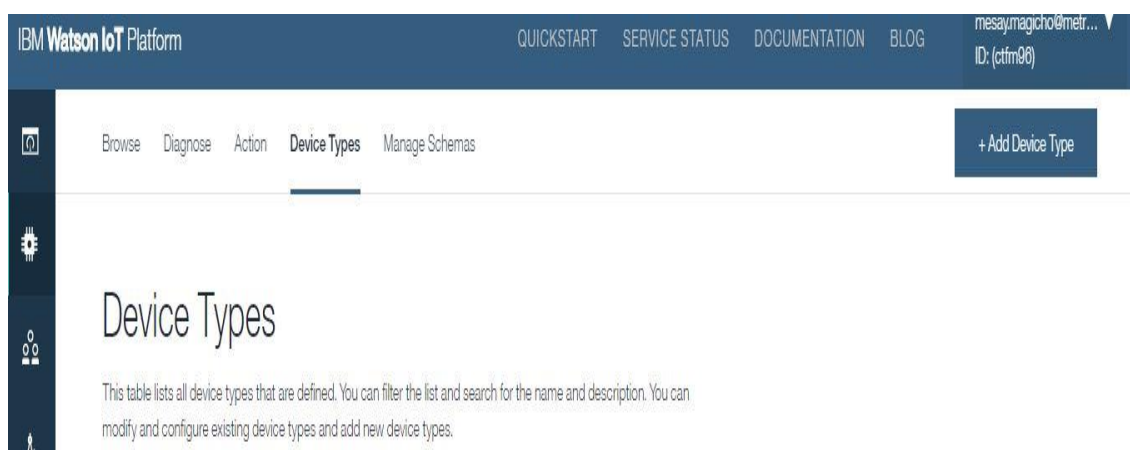 IBM Watson IoT Platform
QUICKSTART SERVICE STATUS DOCUMENTATION BLOG
mesay.magicho@metr...
ID: (ctfm96)
Browse Diagnose Action Device Types Manage Schemas
+ Add Device Type
Device Types
This table lists all device types that are defined. You can filter the list and search for the name and description. You can
modify and configure existing device types and add new device types.